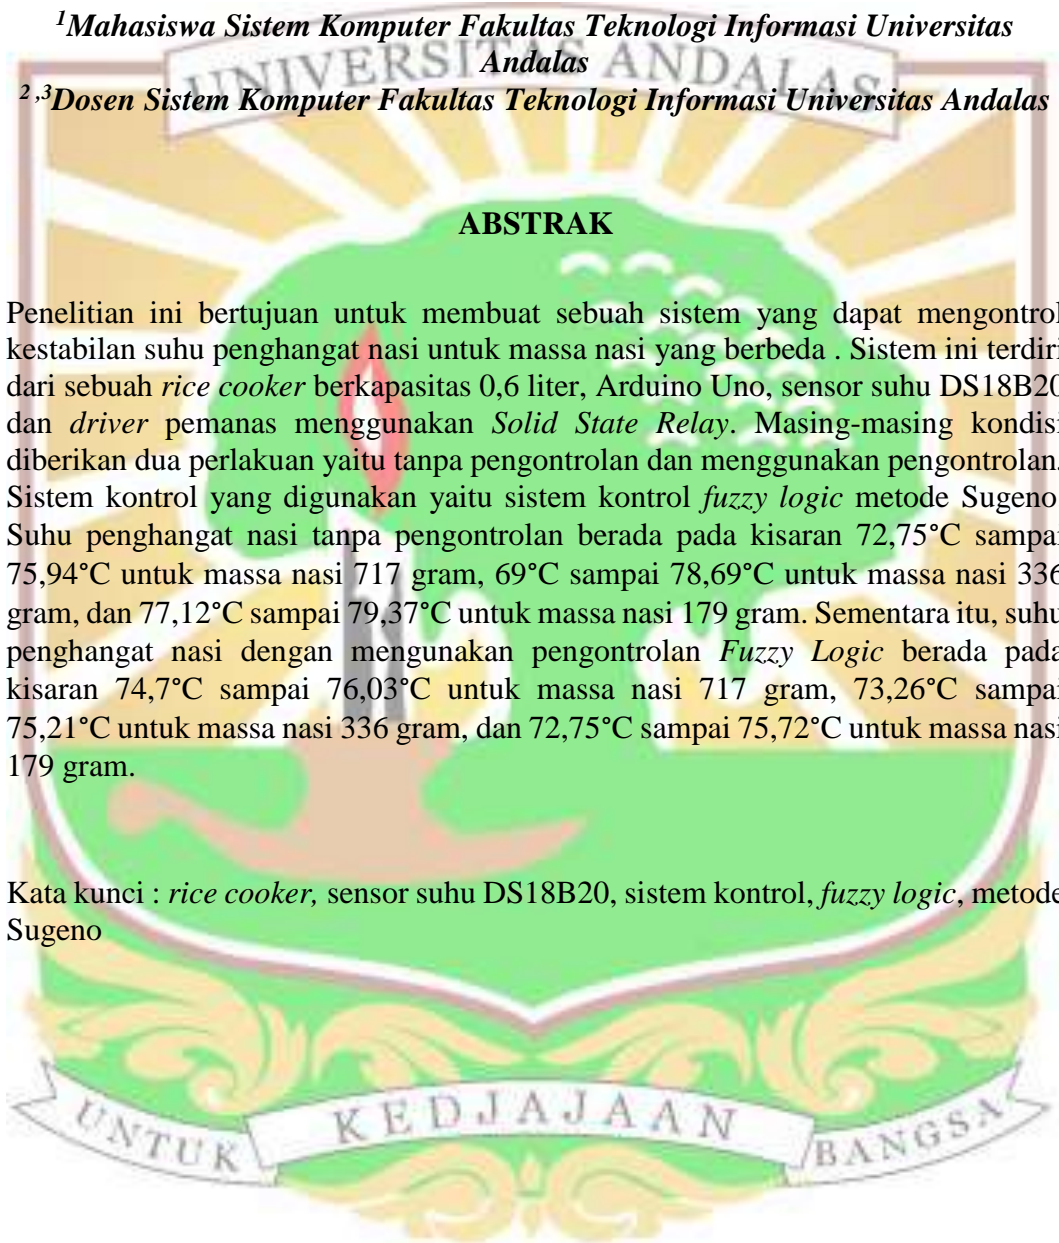 ¹Mahasiswa Sistem Komputer Fakultas Teknologi Informasi Universitas
Andalas
² ,³Dosen Sistem Komputer Fakultas Teknologi Informasi Universitas Andalas
UNIVERSITAS ANDALAS
ABSTRAK
Penelitian ini bertujuan untuk membuat sebuah sistem yang dapat mengontrol
kestabilan suhu penghangat nasi untuk massa nasi yang berbeda . Sistem ini terdiri
dari sebuah rice cooker berkapasitas 0,6 liter, Arduino Uno, sensor suhu DS18B20
dan driver pemanas menggunakan Solid State Relay. Masing-masing kondisi
diberikan dua perlakuan yaitu tanpa pengontrolan dan menggunakan pengontrolan.
Sistem kontrol yang digunakan yaitu sistem kontrol fuzzy logic metode Sugeno.
Suhu penghangat nasi tanpa pengontrolan berada pada kisaran 72,75°C sampai
75,94°C untuk massa nasi 717 gram, 69°C sampai 78,69°C untuk massa nasi 336
gram, dan 77,12°C sampai 79,37°C untuk massa nasi 179 gram. Sementara itu, suhu
penghangat nasi dengan mengunakan pengontrolan Fuzzy Logic berada pada
kisaran 74,7°C sampai 76,03°C untuk massa nasi 717 gram, 73,26°C sampai
75,21°C untuk massa nasi 336 gram, dan 72,75°C sampai 75,72°C untuk massa nasi
179 gram.
Kata kunci : rice cooker, sensor suhu DS18B20, sistem kontrol, fuzzy logic, metode
Sugeno
UNTUK KEDJAJAAN BANGSA